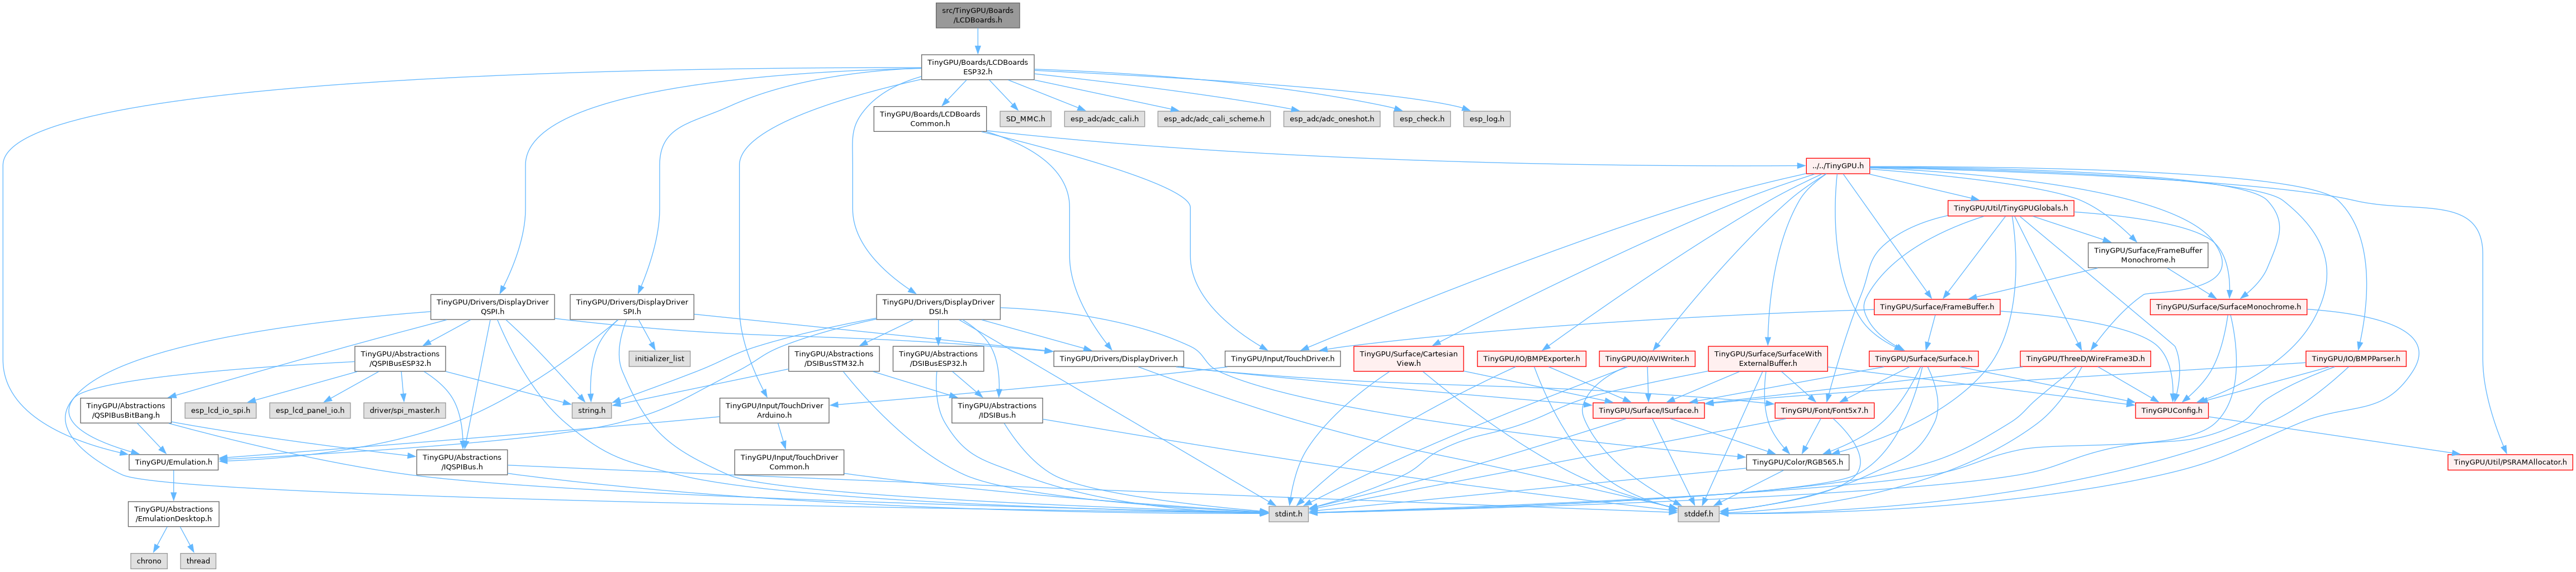 src/TinyGPU/Boards
/LCDBoards.h
TinyGPU/Boards/LCDBoards
ESP32.h
TinyGPU/Boards/LCDBoards
Common.h
SD_MMC.h
esp_adc/adc_cali.h
esp_adc/adc_cali_scheme.h
esp_adc/adc_oneshot.h
esp_check.h
esp_log.h
../../TinyGPU.h
TinyGPU/Util/TinyGPUGlobals.h
TinyGPU/Surface/FrameBuffer
Monochrome.h
TinyGPU/Drivers/DisplayDriver
QSPI.h
TinyGPU/Drivers/DisplayDriver
SPI.h
TinyGPU/Drivers/DisplayDriver
DSI.h
TinyGPU/Surface/FrameBuffer.h
TinyGPU/Surface/SurfaceMonochrome.h
TinyGPU/Abstractions
/QSPIBusESP32.h
initializer_list
TinyGPU/Abstractions
/DSIBusSTM32.h
TinyGPU/Abstractions
/DSIBusESP32.h
TinyGPU/Drivers/DisplayDriver.h
TinyGPU/Input/TouchDriver.h
TinyGPU/Surface/Cartesian
View.h
TinyGPU/IO/BMPExporter.h
TinyGPU/IO/AVIWriter.h
TinyGPU/Surface/SurfaceWith
ExternalBuffer.h
TinyGPU/Surface/Surface.h
TinyGPU/ThreeD/WireFrame3D.h
TinyGPU/IO/BMPParser.h
TinyGPU/Abstractions
/QSPIBusBitBang.h
esp_lcd_io_spi.h
esp_lcd_panel_io.h
driver/spi_master.h
string.h
TinyGPU/Input/TouchDriver
Arduino.h
TinyGPU/Abstractions
/IDSIBus.h
TinyGPU/Surface/ISurface.h
TinyGPU/Font/Font5x7.h
TinyGPUConfig.h
TinyGPU/Emulation.h
TinyGPU/Abstractions
/IQSPIBus.h
TinyGPU/Input/TouchDriver
Common.h
TinyGPU/Color/RGB565.h
TinyGPU/Util/PSRAMAllocator.h
TinyGPU/Abstractions
/EmulationDesktop.h
stdint.h
stddef.h
chrono
thread